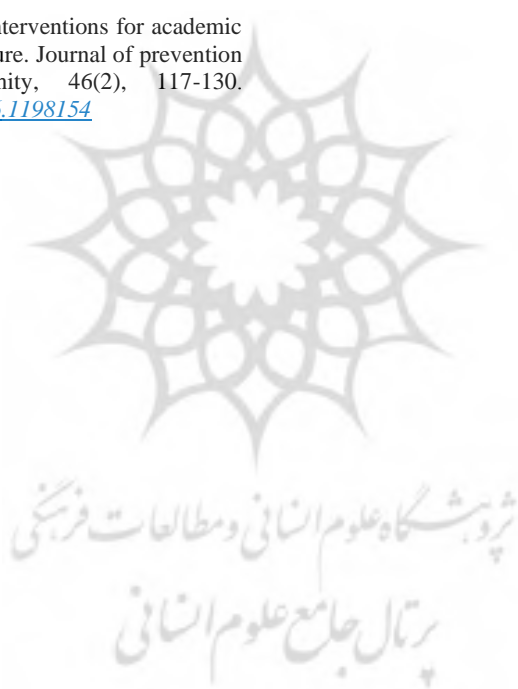 nterventions for academic
ure. Journal of prevention
nity, 46(2), 117-130.
.1198154
پژوهشگاه علوم انسانی و مطالعات فرهنگی
پرتال جامع علوم انسانی